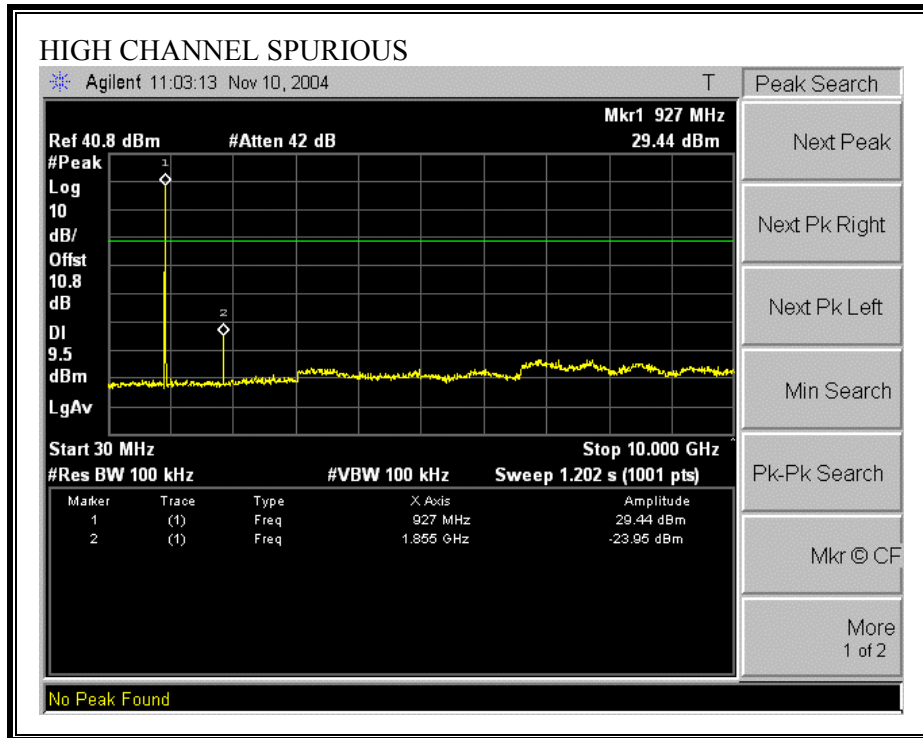 HIGH CHANNEL SPURIOUS
Agilent 11:03:13 Nov 10, 2004 T
Peak Search
Mkr1 927 MHz
Ref 40.8 dBm #Atten 42 dB 29.44 dBm
#Peak
Log
10
dB/
Offst
10.8
dB
DI
9.5
dBm
LgAv
1
2
Start 30 MHz Stop 10.000 GHz
#Res BW 100 kHz #VBW 100 kHz Sweep 1.202 s (1001 pts)
Marker Trace Type X Axis Amplitude
1 (1) Freq 927 MHz 29.44 dBm
2 (1) Freq 1.855 GHz -23.95 dBm
No Peak Found
Next Peak
Next Pk Right
Next Pk Left
Min Search
Pk-Pk Search
Mkr © CF
More
1 of 2